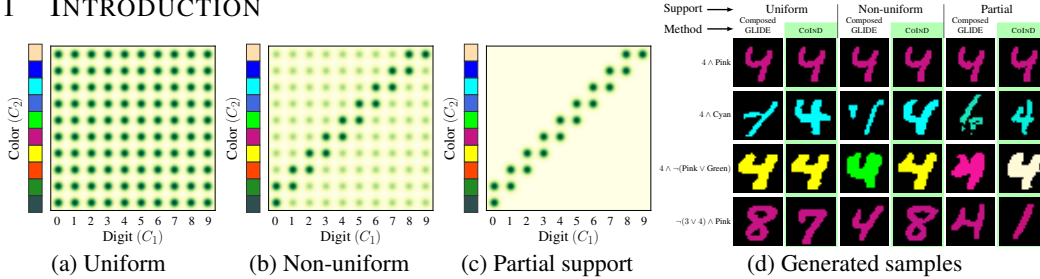 1 INTRODUCTION
Color (C₂)
0 1 2 3 4 5 6 7 8 9
Digit (C₁)
(a) Uniform
Color (C₂)
0 1 2 3 4 5 6 7 8 9
Digit (C₁)
(b) Non-uniform
Color (C₂)
0 1 2 3 4 5 6 7 8 9
Digit (C₁)
(c) Partial support
Support Uniform Non-uniform Partial
Method Composed GLIDE COIND Composed GLIDE COIND Composed GLIDE COIND
4 ∧ Pink
4 ∧ Cyan
4 ∧ ¬(Pink ∨ Green)
¬(3 ∨ 4) ∧ Pink
(d) Generated samples